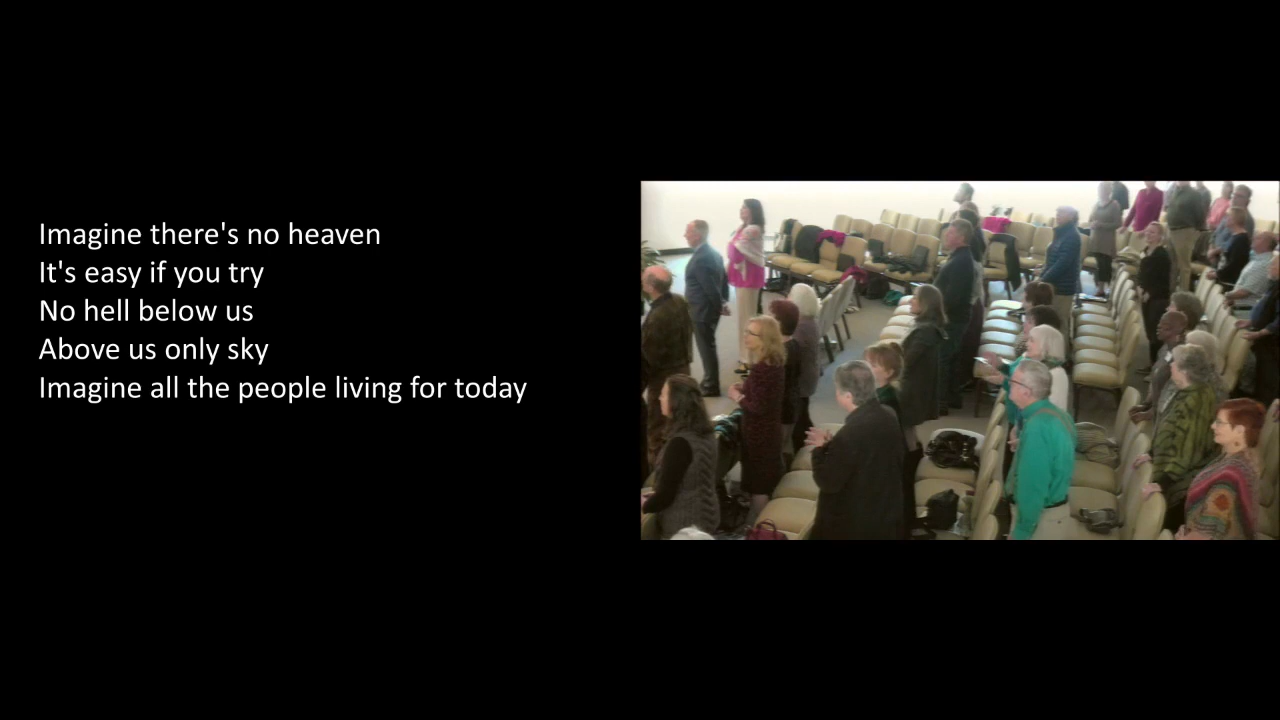 Imagine there's no heaven
It's easy if you try
No hell below us
Above us only sky
Imagine all the people living for today